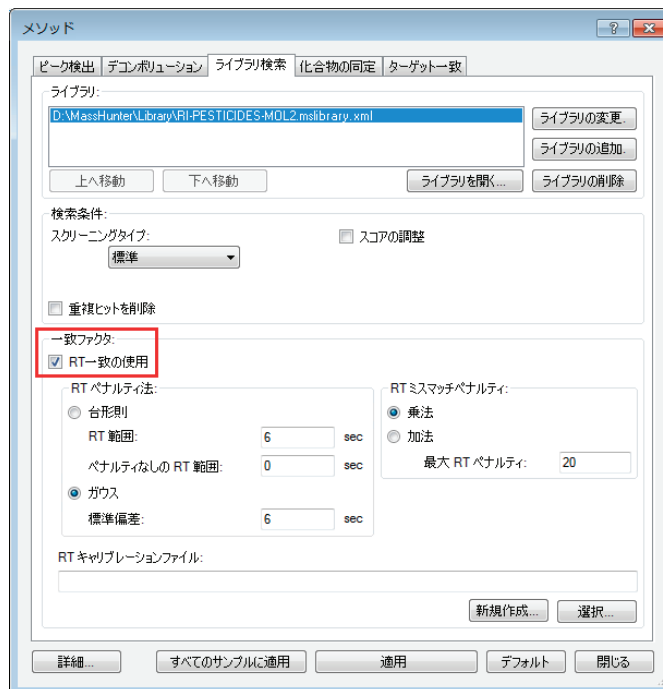 メソッド
ピーク検出 デコンボリューション ライブラリ検索 化合物の同定 ターゲット一致
ライブラリ:
D:\MassHunter\Library\RI-PESTICIDES-MOL2.mslibrary.xml
ライブラリの変更.
ライブラリの追加.
上へ移動 下へ移動 ライブラリを開く... ライブラリの削除
検索条件:
スクリーニングタイプ: スコアの調整
標準
重複ヒットを削除
一致ファクタ:
RT一致の使用
RT ペナルティ法: RT ミスマッチペナルティ:
台形則 乗法
RT 範囲: 6 sec 加法
ペナルティなしの RT 範囲: 0 sec 最大 RT ペナルティ: 20
ガウス
標準偏差: 6 sec
RT キャリブレーションファイル:
新規作成... 選択...
詳細... すべてのサンプルに適用 適用 デフォルト 閉じる